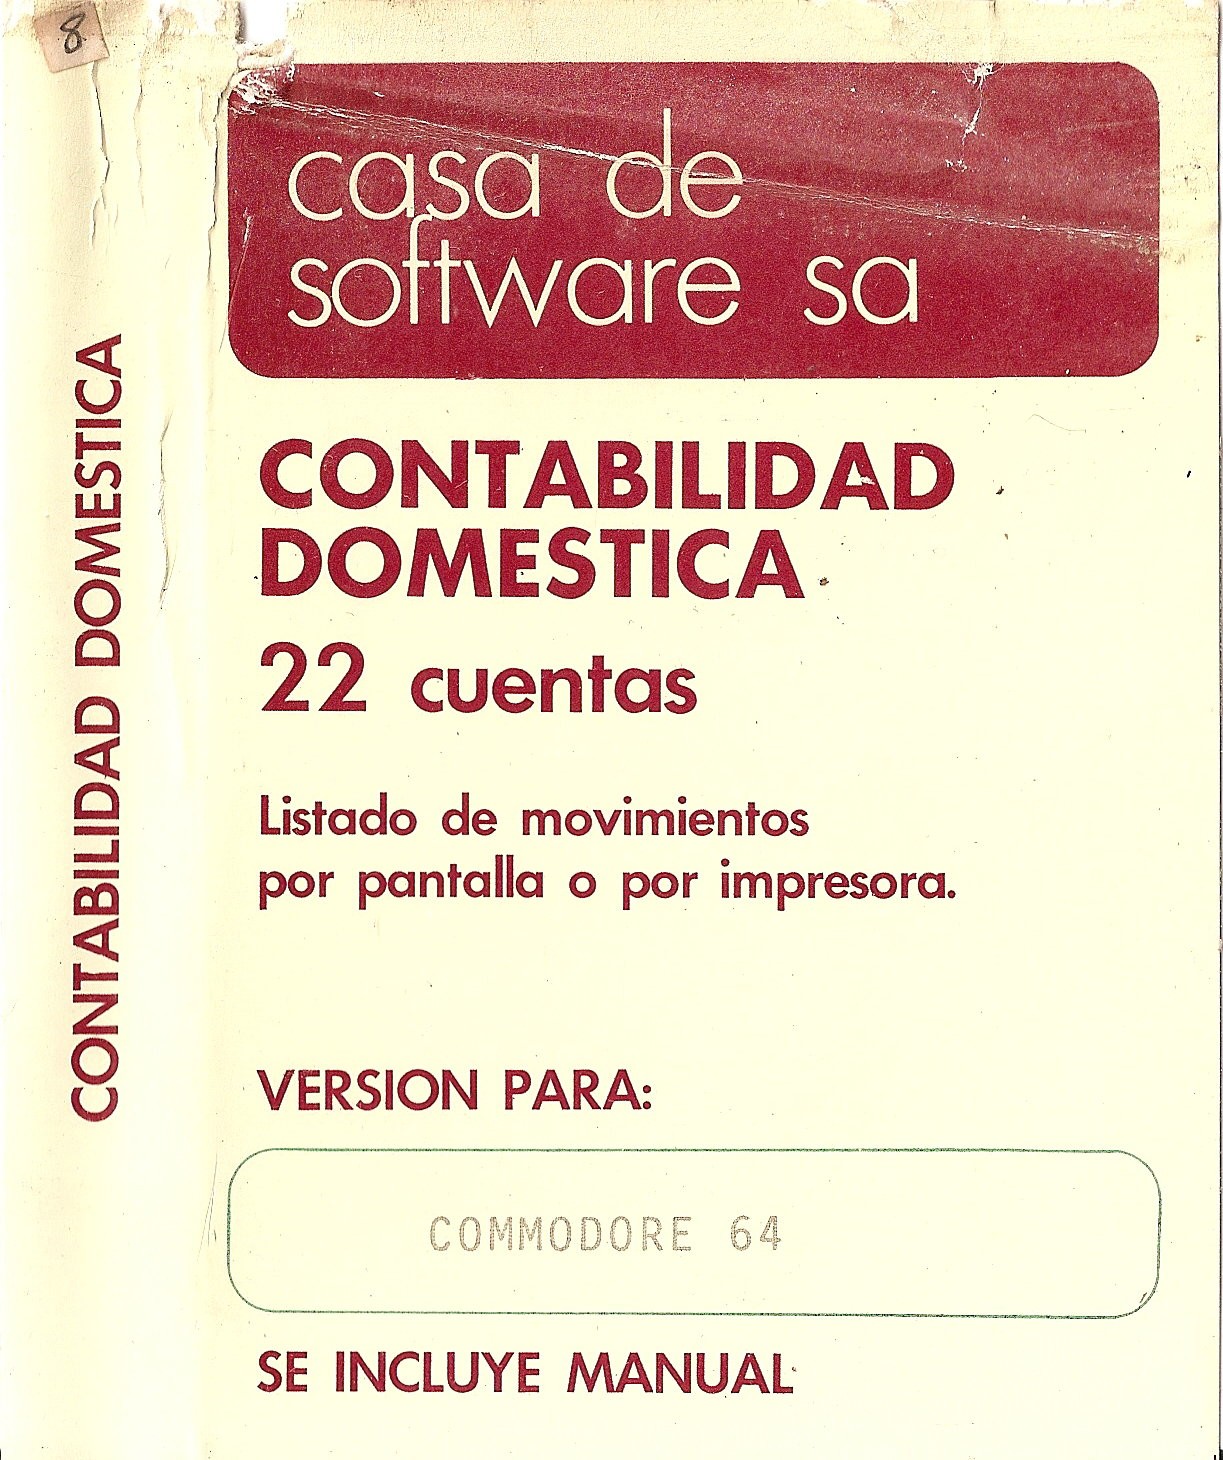 8
CONTABILIDAD DOMESTICA
casa de
software sa
CONTABILIDAD
DOMESTICA
22 cuentas
Listado de movimientos
por pantalla o por impresora.
VERSION PARA:
COMMODORE 64
SE INCLUYE MANUAL